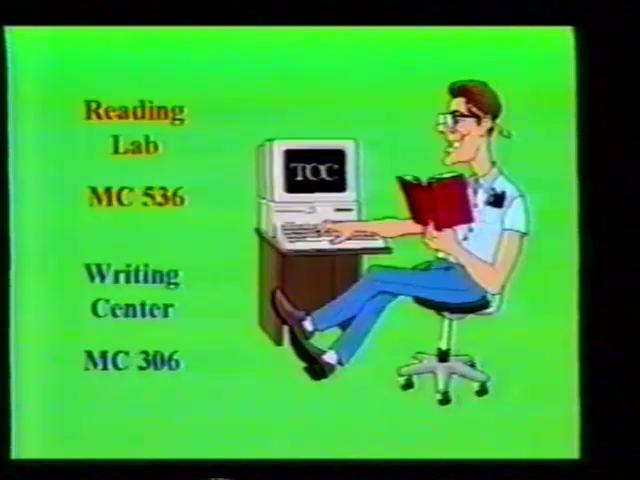 Reading
Lab
MC 536
Writing
Center
MC 306
TCC